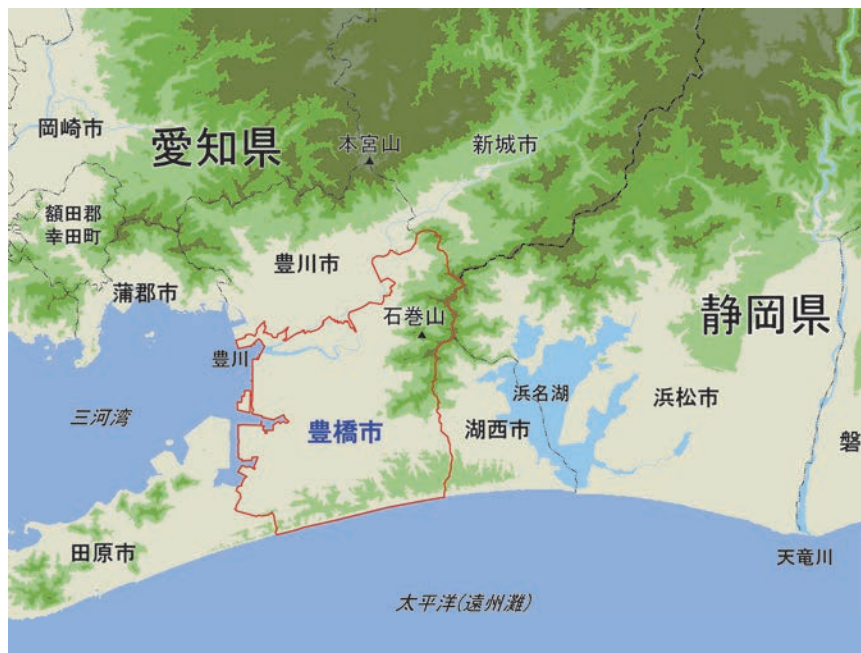 岡崎市
愛知県
本宮山
新城市
額田郡
幸田町
豊川市
蒲郡市
石巻山
静岡県
豊川
浜名湖
浜松市
三河湾
豊橋市
湖西市
磐
田原市
天竜川
太平洋(遠州灘)